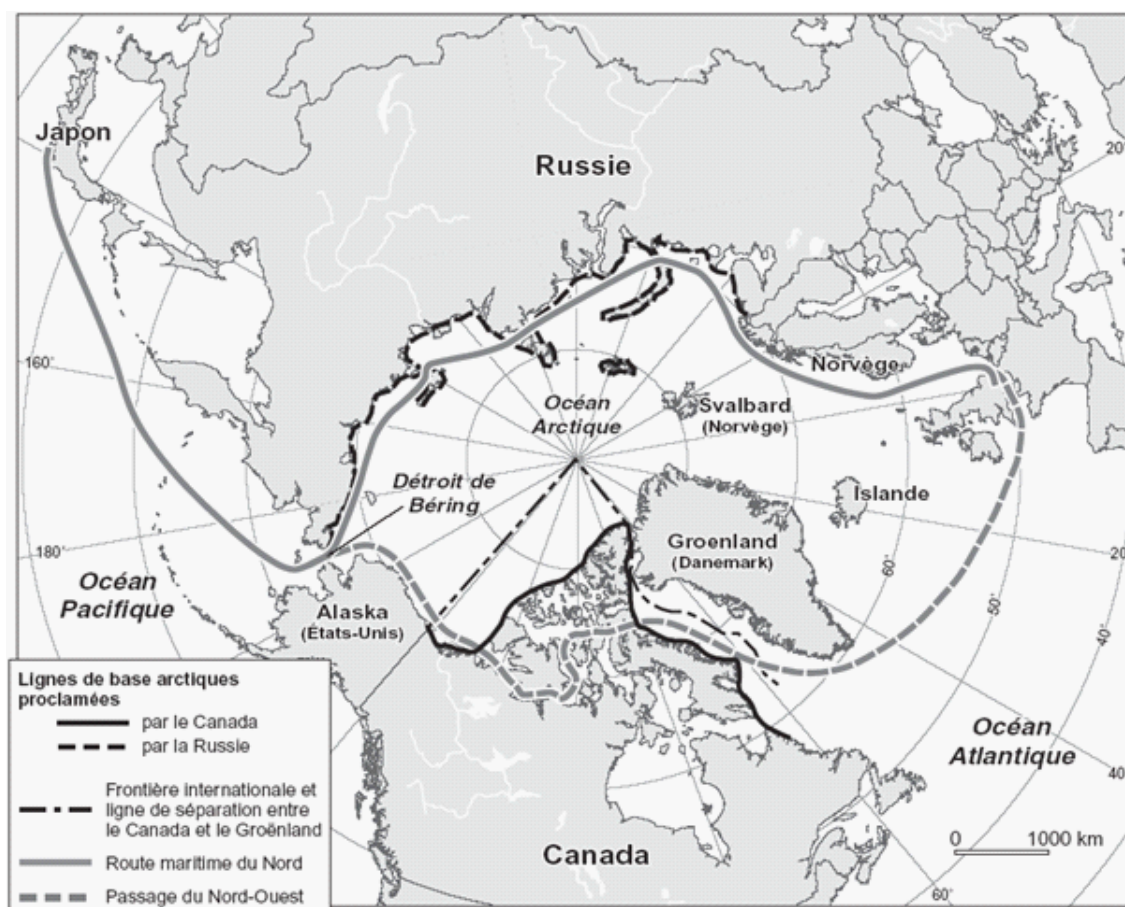 Japon
Russie
20°
160°
Norvège
Océan
Arctique
Svalbard
(Norvège)
Détroit de
Béring
Islande
180°
Groenland
(Danemark)
60°
20°
Océan
Pacifique
Alaska
(États-Unis)
50°
40°
Lignes de base arctiques
proclamées
par le Canada
par la Russie
Frontière internationale et
ligne de séparation entre
le Canada et le Groënland
Route maritime du Nord
Passage du Nord-Ouest
Océan
Atlantique
40°
0 1000 km
Canada
60°